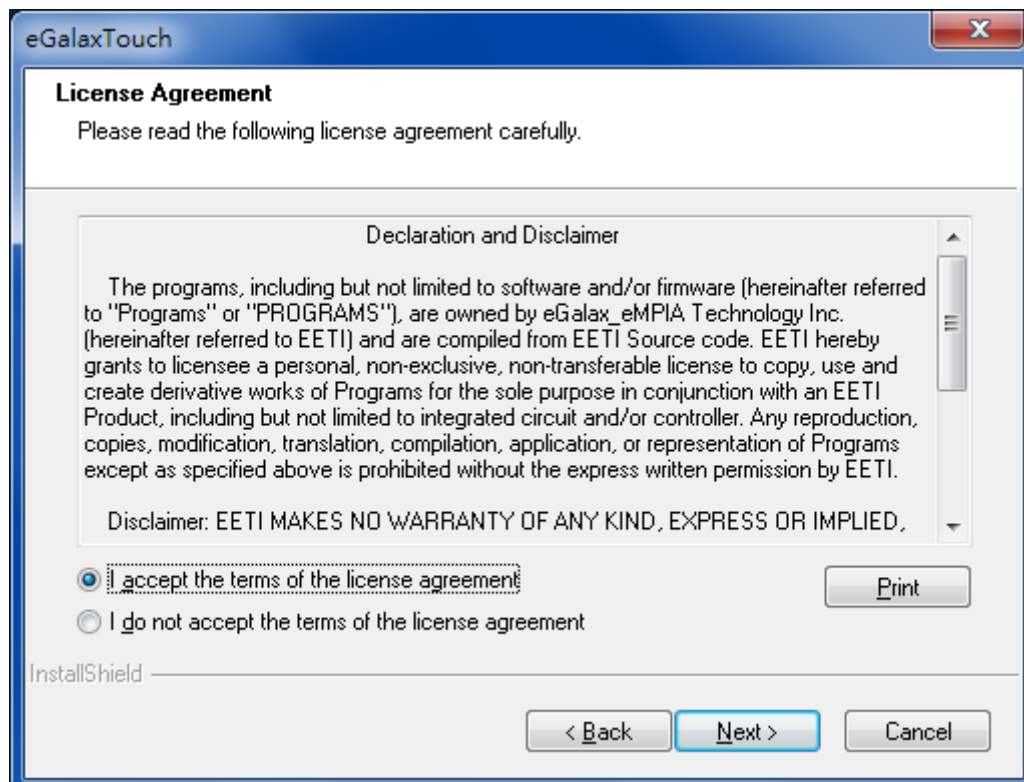 eGalaxTouch
License Agreement
Please read the following license agreement carefully.
Declaration and Disclaimer
The programs, including but not limited to software and/or firmware (hereinafter referred
to "Programs" or "PROGRAMS"), are owned by eGalax_eMPIA Technology Inc.
(hereinafter referred to EETI) and are compiled from EETI Source code. EETI hereby
grants to licensee a personal, non-exclusive, non-transferable license to copy, use and
create derivative works of Programs for the sole purpose in conjunction with an EETI
Product, including but not limited to integrated circuit and/or controller. Any reproduction,
copies, modification, translation, compilation, application, or representation of Programs
except as specified above is prohibited without the express written permission by EETI.
Disclaimer: EETI MAKES NO WARRANTY OF ANY KIND, EXPRESS OR IMPLIED,
I accept the terms of the license agreement
Print
I do not accept the terms of the license agreement
InstallShield
< Back
Next >
Cancel